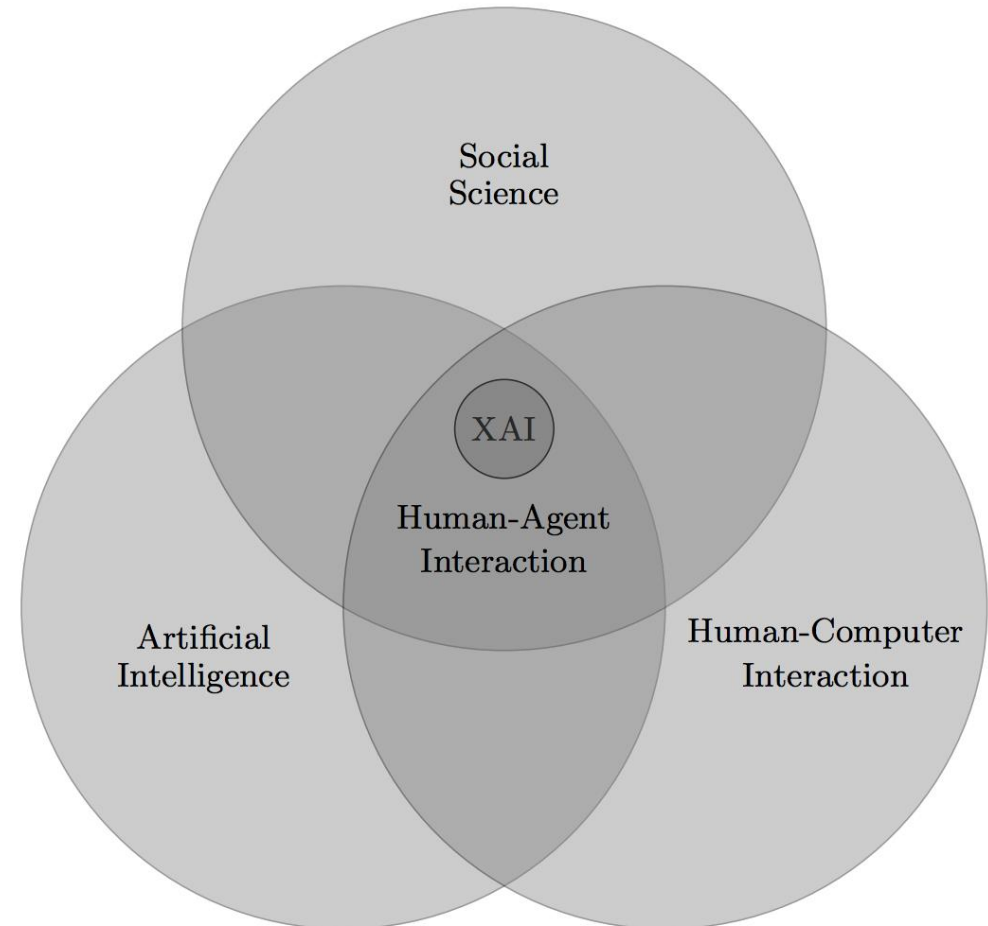 Social
Science
XAI
Human-Agent
Interaction
Artificial
Intelligence
Human-Computer
Interaction